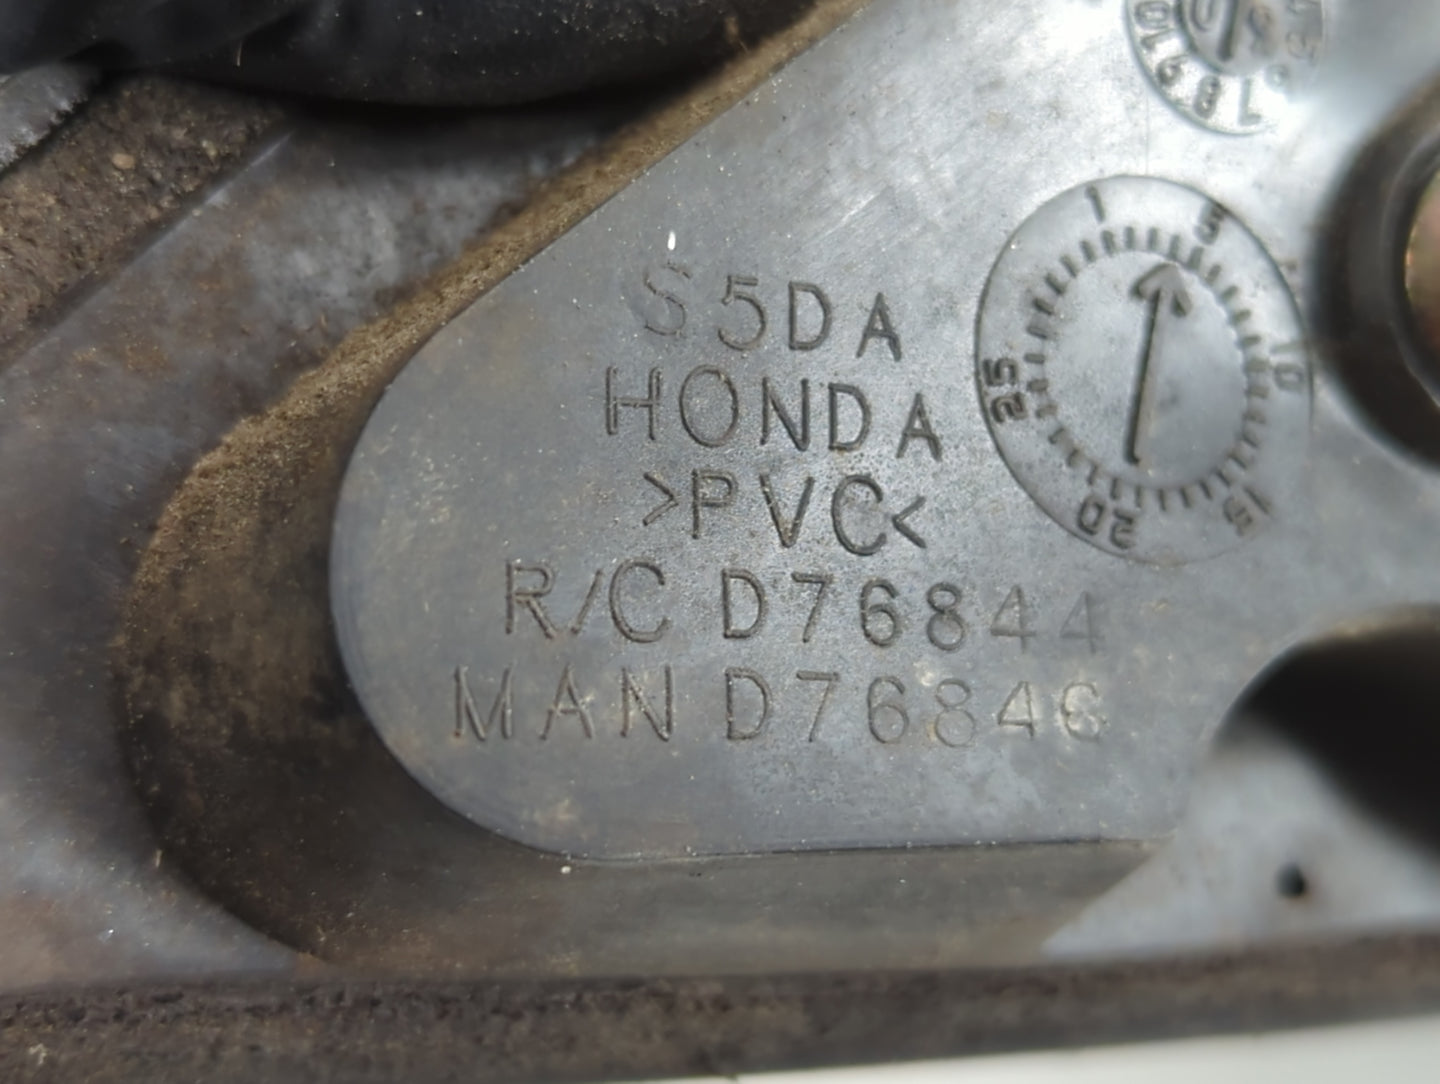 S5DA
HONDA
>PVC<
R/C D76844
MAN D76846
1 5 10 15 20 25